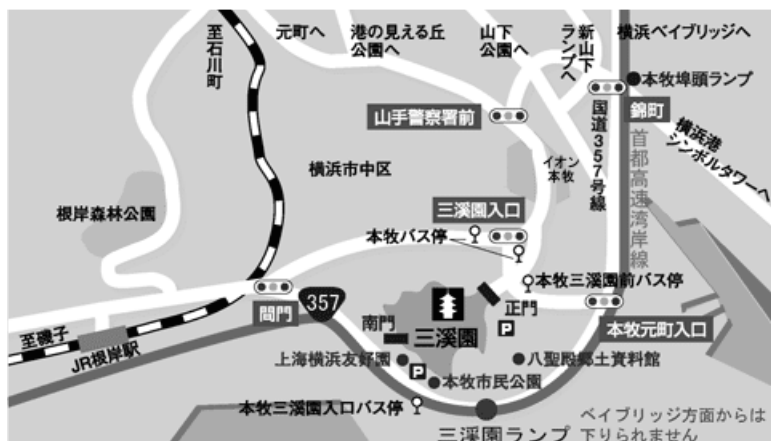 至石川町
元町へ
港の見える丘
公園へ
山下
公園へ
新山下
ランプへ
横浜ベイブリッジへ
本牧埠頭ランプ
山手警察署前
錦町
国道357号線
首都高速湾岸線
横浜港
シンボルタワーへ
横浜市中区
イオン
本牧
根岸森林公園
三溪園入口
本牧バス停
本牧三溪園前バス停
357
間門
南門
正門
三溪園
P
本牧元町入口
至磯子
JR根岸駅
上海横浜友好園
P
八聖殿郷土資料館
本牧市民公園
本牧三溪園入口バス停
三溪園ランプ
ベイブリッジ方面からは
下りられません